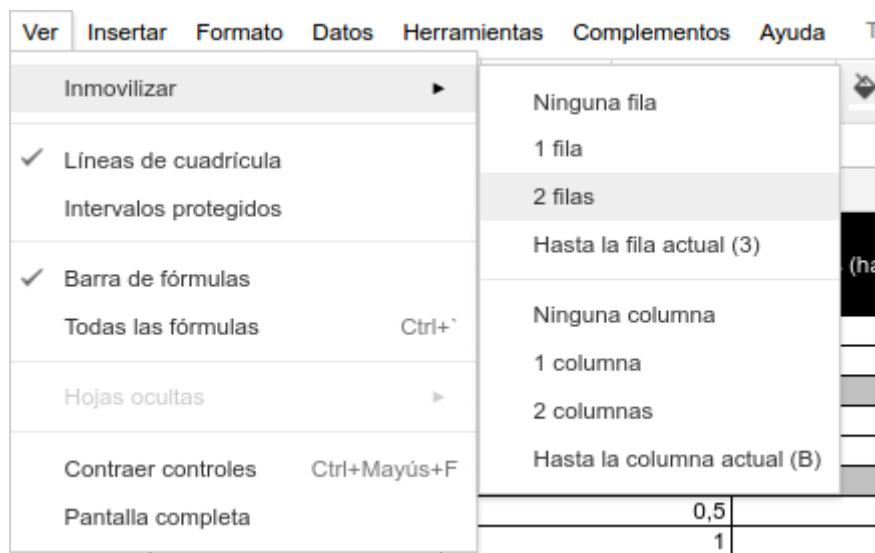 Ver Insertar Formato Datos Herramientas Complementos Ayuda
Inmovilizar
Líneas de cuadrícula
Intervalos protegidos
Barra de fórmulas
Todas las fórmulas Ctrl+`
Hojas ocultas
Contraer controles Ctrl+Mayús+F
Pantalla completa
Ninguna fila
1 fila
2 filas
Hasta la fila actual (3)
Ninguna columna
1 columna
2 columnas
Hasta la columna actual (B)
0,5
1